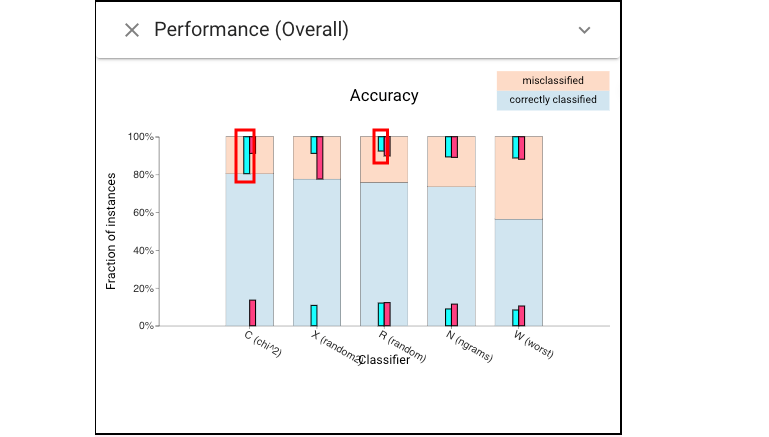 Performance (Overall)
misclassified
correctly classified
Accuracy
Fraction of instances
100%
80%
60%
40%
20%
0%
C (chi^2)
X (random2)
R (random)
N (ngrams)
W (worst)
Classifier